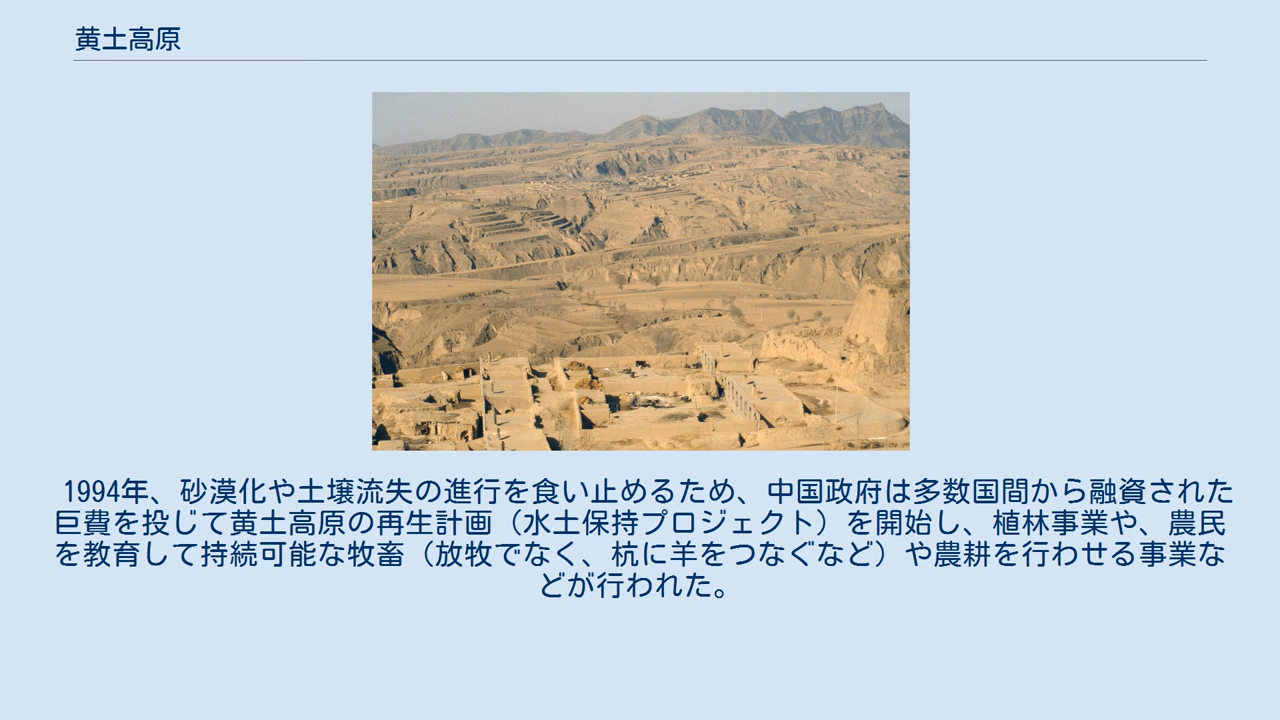 黄土高原
1994年、砂漠化や土壌流失の進行を食い止めるため、中国政府は多数国間から融資された
巨費を投じて黄土高原の再生計画（水土保持プロジェクト）を開始し、植林事業や、農民
を教育して持続可能な牧畜（放牧でなく、杭に羊をつなぐなど）や農耕を行わせる事業な
どが行われた。